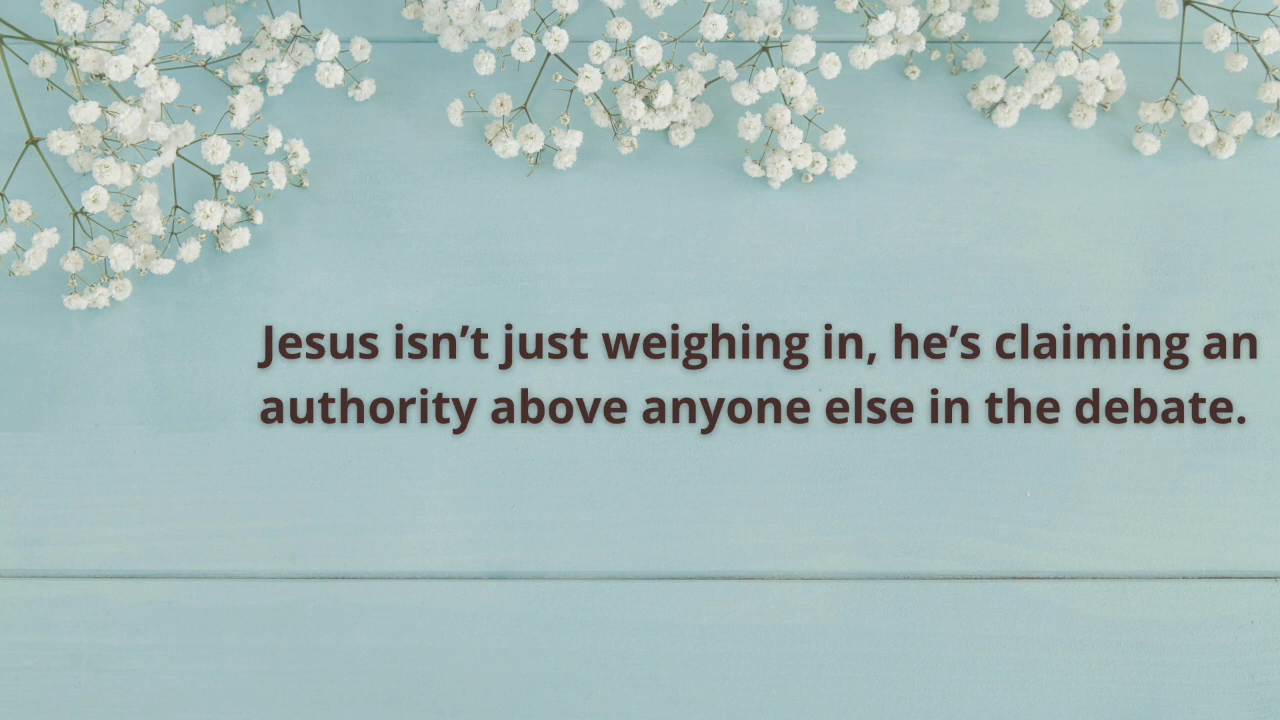 Jesus isn’t just weighing in, he’s claiming an
authority above anyone else in the debate.